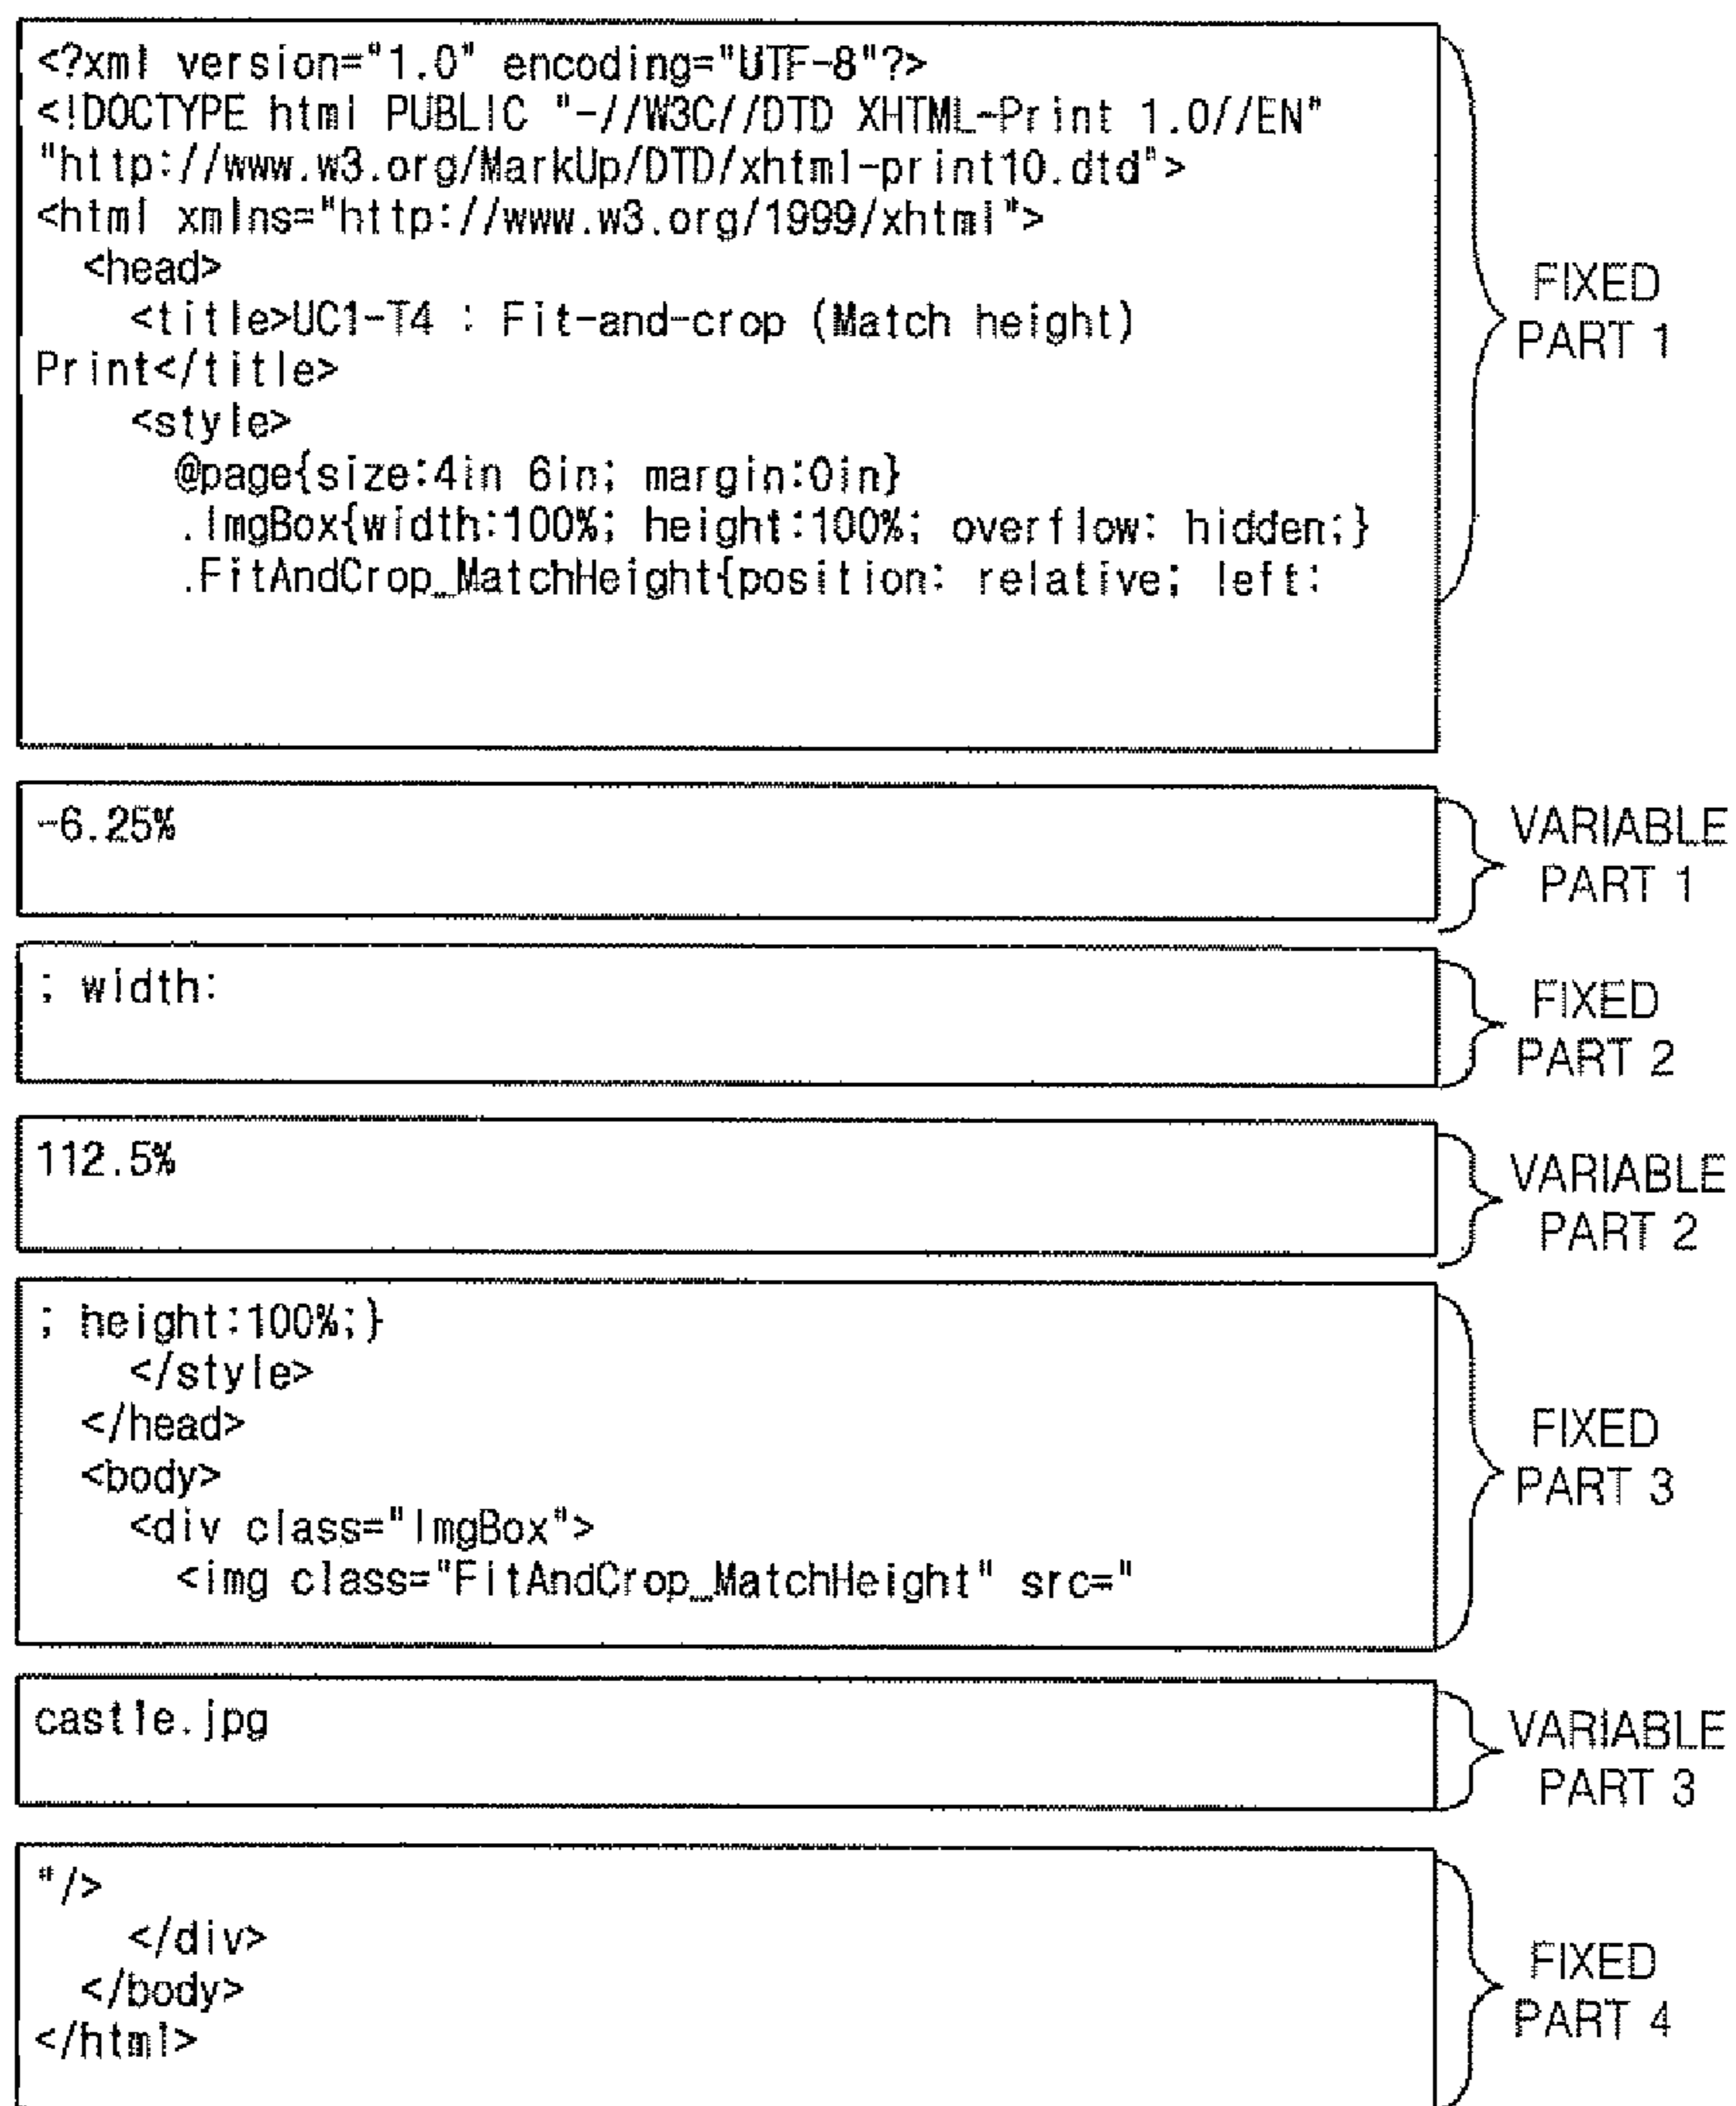 <?xml version="1.0" encoding="UTF-8"?>
<!DOCTYPE html PUBLIC "-//W3C//DTD XHTML-Print 1.0//EN"
"http://www.w3.org/MarkUp/DTD/xhtml-print10.dtd">
<html xmlns="http://www.w3.org/1999/xhtml">
  <head>
    <title>UC1-T4 : Fit-and-crop (Match height)
Print</title>
    <style>
      @page{size:4in 6in; margin:0in}
      .ImgBox{width:100%; height:100%; overflow: hidden;}
      .FitAndCrop_MatchHeight{position: relative; left:
FIXED
PART 1
-6.25%
VARIABLE
PART 1
; width:
FIXED
PART 2
112.5%
VARIABLE
PART 2
; height:100%;}
    </style>
  </head>
  <body>
    <div class="ImgBox">
      <img class="FitAndCrop_MatchHeight" src="
FIXED
PART 3
castle.jpg
VARIABLE
PART 3
"/>
    </div>
  </body>
</html>
FIXED
PART 4